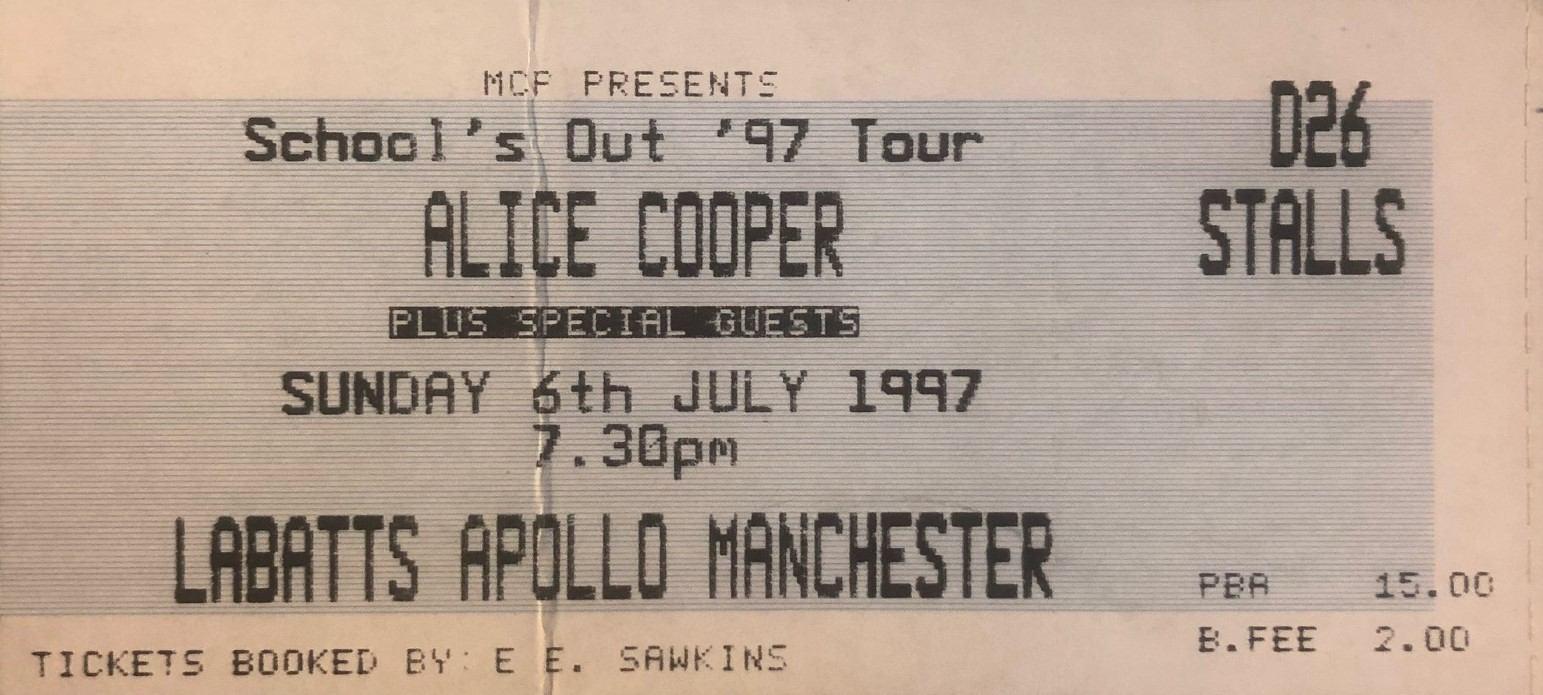 MCP PRESENTS
School's Out '97 Tour
ALICE COOPER
PLUS SPECIAL GUESTS
SUNDAY 6th JULY 1997
7.30pm
LABATTS APOLLO MANCHESTER
D26
STALLS
PBA 15.00
B.FEE 2.00
TICKETS BOOKED BY: E E. SAWKINS